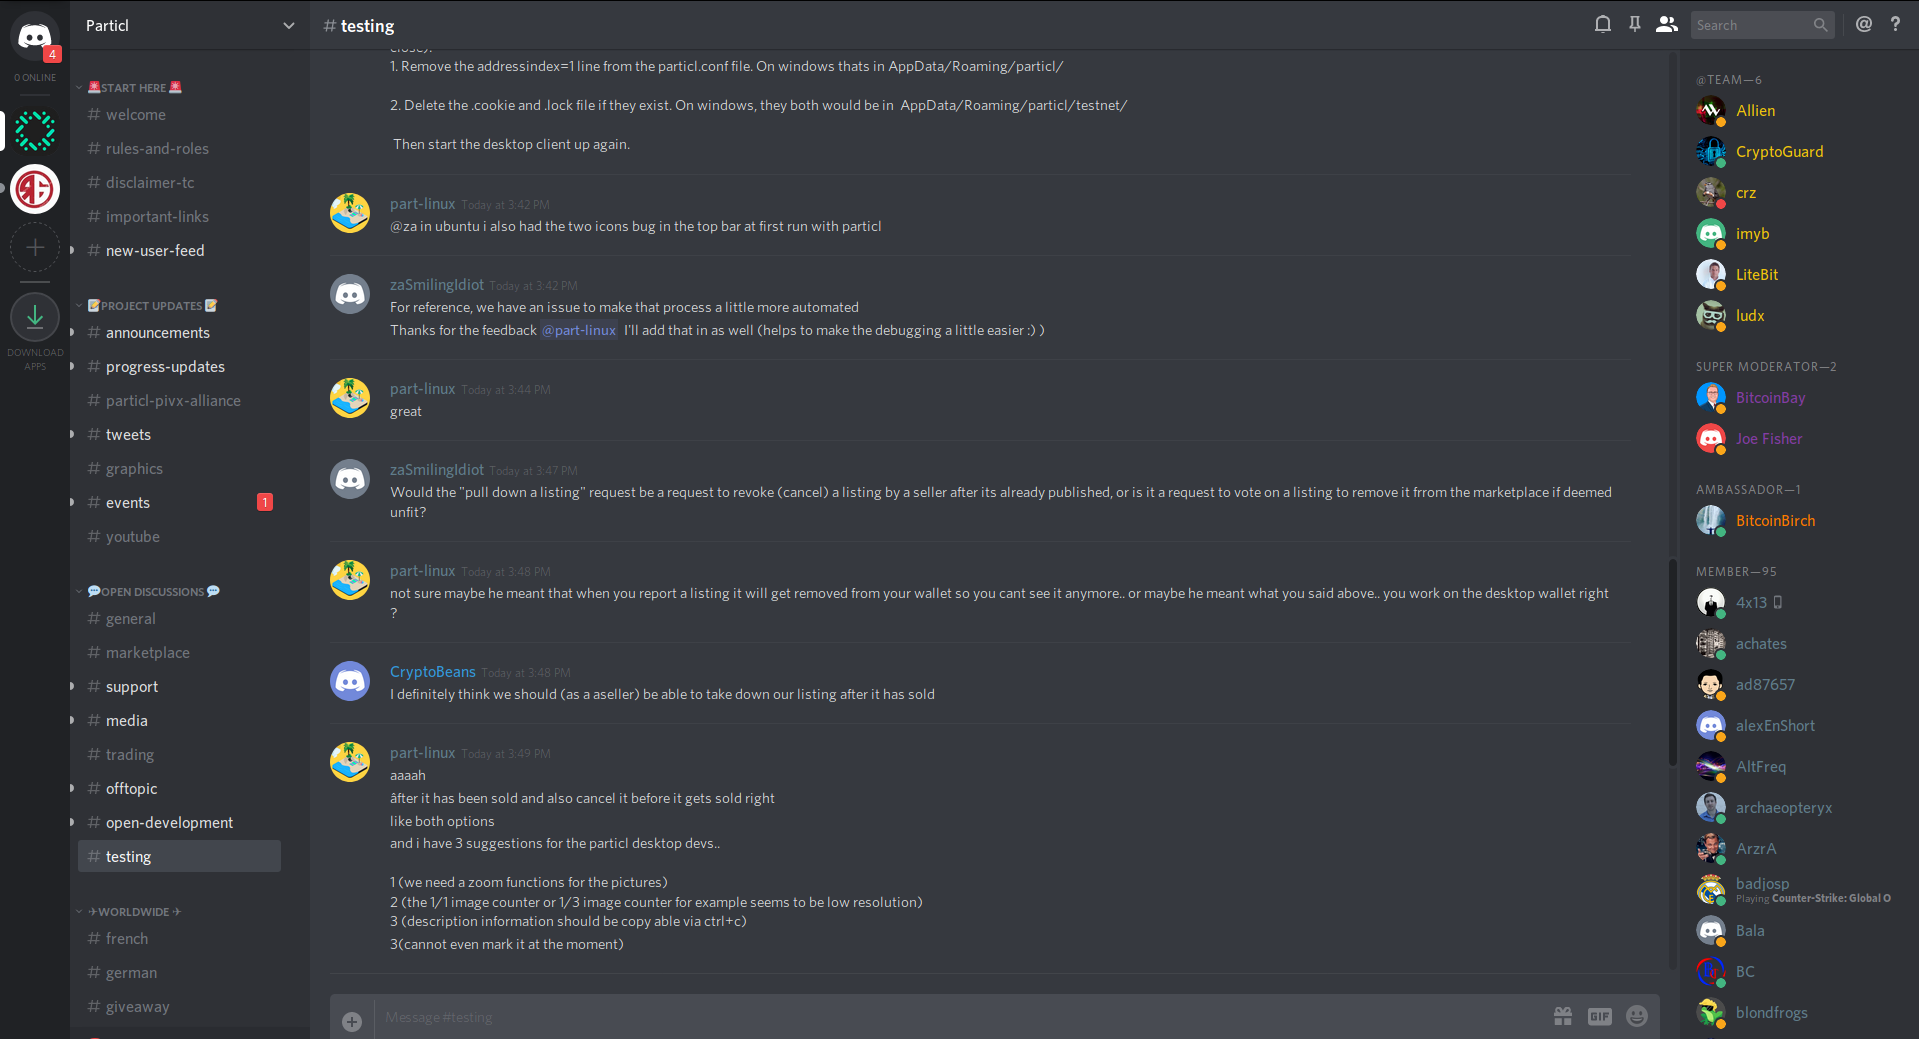 4
0 ONLINE
DOWNLOAD
APPS
Particl
START HERE
# welcome
# rules-and-roles
# disclaimer-tc
# important-links
# new-user-feed
PROJECT UPDATES
# announcements
# progress-updates
# particl-pivx-alliance
# tweets
# graphics
# events 1
# youtube
OPEN DISCUSSIONS
# general
# marketplace
# support
# media
# trading
# offtopic
# open-development
# testing
WORLDWIDE
# french
# german
# giveaway
# testing
Search
@ ?
close).
1. Remove the addressindex=1 line from the particl.conf file. On windows thats in AppData/Roaming/particl/
2. Delete the .cookie and .lock file if they exist. On windows, they both would be in AppData/Roaming/particl/testnet/
Then start the desktop client up again.
part-linux Today at 3:42 PM
@za in ubuntu i also had the two icons bug in the top bar at first run with particl
zaSmilingIdiot Today at 3:42 PM
For reference, we have an issue to make that process a little more automated
Thanks for the feedback @part-linux I'll add that in as well (helps to make the debugging a little easier :) )
part-linux Today at 3:44 PM
great
zaSmilingIdiot Today at 3:47 PM
Would the "pull down a listing" request be a request to revoke (cancel) a listing by a seller after its already published, or is it a request to vote on a listing to remove it frrom the marketplace if deemed
unfit?
part-linux Today at 3:48 PM
not sure maybe he meant that when you report a listing it will get removed from your wallet so you cant see it anymore.. or maybe he meant what you said above.. you work on the desktop wallet right
?
CryptoBeans Today at 3:48 PM
I definitely think we should (as a aseller) be able to take down our listing after it has sold
part-linux Today at 3:49 PM
aaaah
âfter it has been sold and also cancel it before it gets sold right
like both options
and i have 3 suggestions for the particl desktop devs..
1 (we need a zoom functions for the pictures)
2 (the 1/1 image counter or 1/3 image counter for example seems to be low resolution)
3 (description information should be copy able via ctrl+c)
3(cannot even mark it at the moment)
Message #testing
GIF
@TEAM—6
Allien
CryptoGuard
crz
imyb
LiteBit
ludx
SUPER MODERATOR—2
BitcoinBay
Joe Fisher
AMBASSADOR—1
BitcoinBirch
MEMBER—95
4x13
achates
ad87657
alexEnShort
AltFreq
archaeopteryx
ArzrA
badjosp
Playing Counter-Strike: Global O
Bala
BC
blondfrogs